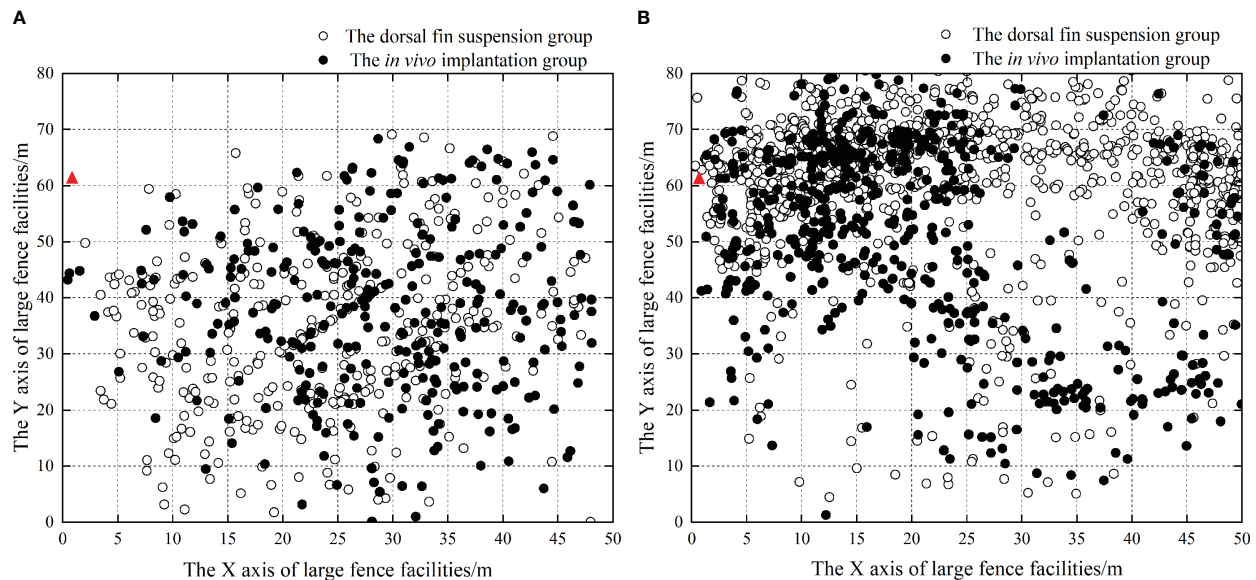 A
The dorsal fin suspension group
The in vivo implantation group
80
70
60
50
40
30
20
10
0
0 5 10 15 20 25 30 35 40 45 50
The X axis of large fence facilities/m
The Y axis of large fence facilities/m
B
The dorsal fin suspension group
The in vivo implantation group
80
70
60
50
40
30
20
10
0
0 5 10 15 20 25 30 35 40 45 50
The X axis of large fence facilities/m
The Y axis of large fence facilities/m